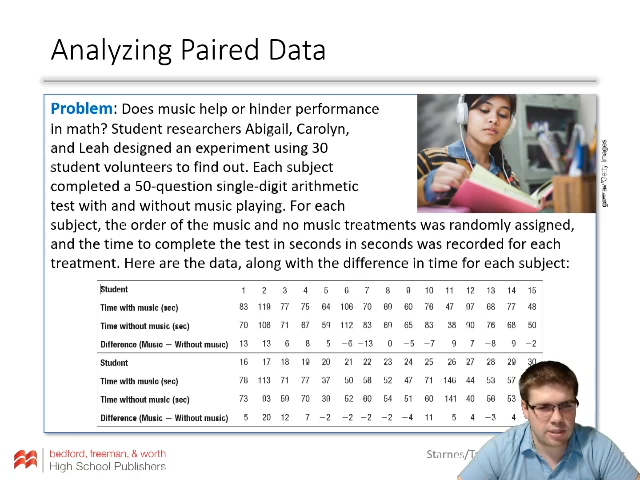 Analyzing Paired Data
Problem: Does music help or hinder performance
in math? Student researchers Abigail, Carolyn,
and Leah designed an experiment using 30
student volunteers to find out. Each subject
completed a 50-question single-digit arithmetic
test with and without music playing. For each
subject, the order of the music and no music treatments was randomly assigned,
and the time to complete the test in seconds in seconds was recorded for each
treatment. Here are the data, along with the difference in time for each subject:
Student 1 2 3 4 5 6 7 8 9 10 11 12 13 14 15
Time with music (sec) 83 119 77 75 64 106 70 69 60 76 47 97 68 77 48
Time without music (sec) 70 106 71 67 59 112 83 69 65 83 38 90 76 68 50
Difference (Music — Without music) 13 13 6 8 5 −6 −13 0 −5 −7 9 7 −8 9 −2
Student 16 17 18 19 20 21 22 23 24 25 26 27 28 29 30
Time with music (sec) 78 113 71 77 37 50 58 52 47 71 146 44 53 57
Time without music (sec) 73 93 59 70 39 52 60 54 51 60 141 40 56 53
Difference (Music — Without music) 5 20 12 7 −2 −2 −2 −2 −4 11 5 4 −3 4
bedford, freeman, & worth
High School Publishers